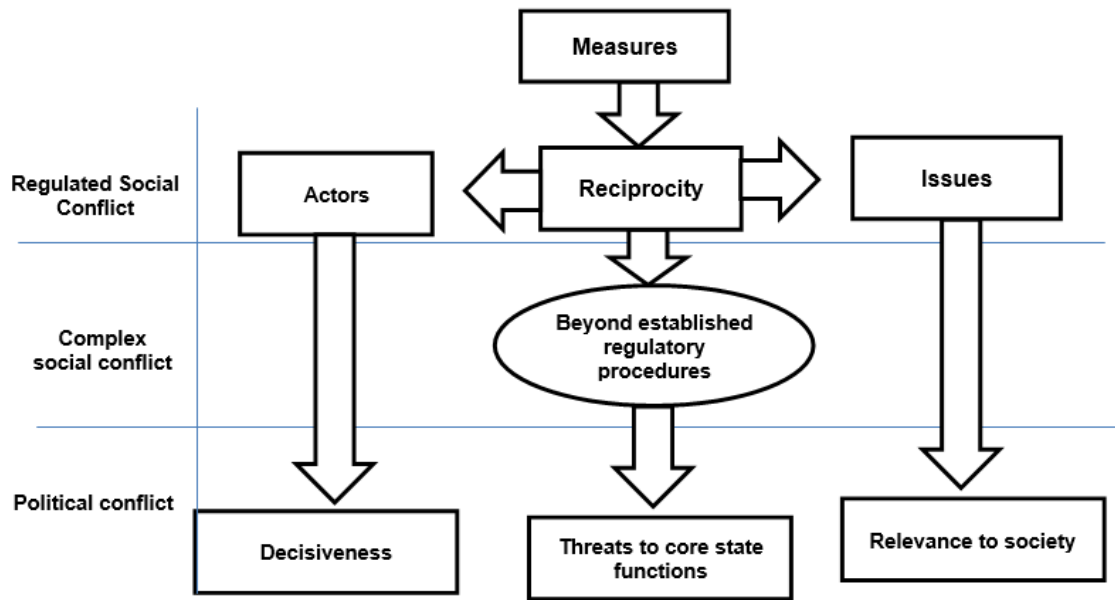 Measures
Regulated Social
Conflict
Actors
Reciprocity
Issues
Complex
social conflict
Beyond established
regulatory
procedures
Political conflict
Decisiveness
Threats to core state
functions
Relevance to society